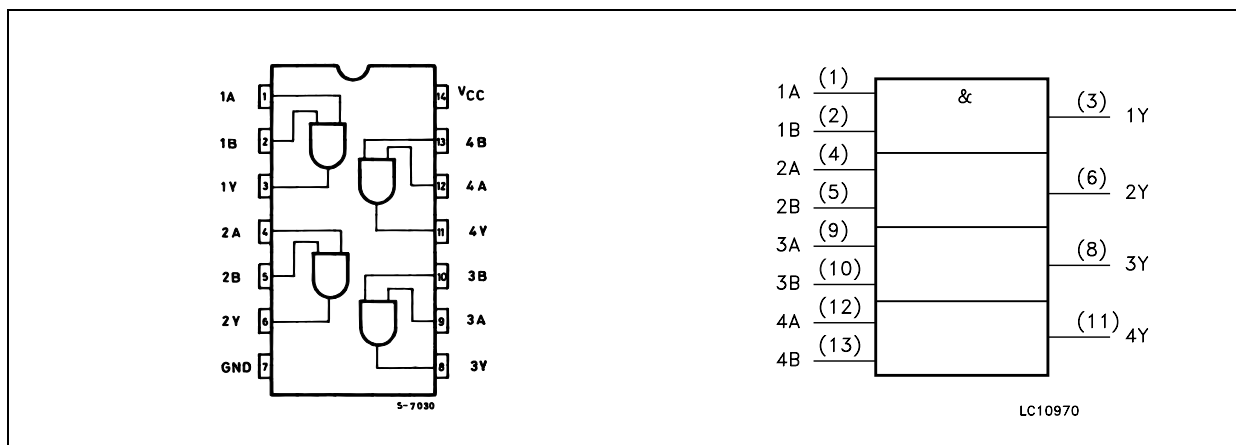 1A 1
1B 2
1Y 3
2A 4
2B 5
2Y 6
GND 7
14 VCC
13 4B
12 4A
11 4Y
10 3B
9 3A
8 3Y
S-7030
&
1A (1)
1B (2)
2A (4)
2B (5)
3A (9)
3B (10)
4A (12)
4B (13)
(3) 1Y
(6) 2Y
(8) 3Y
(11) 4Y
LC10970